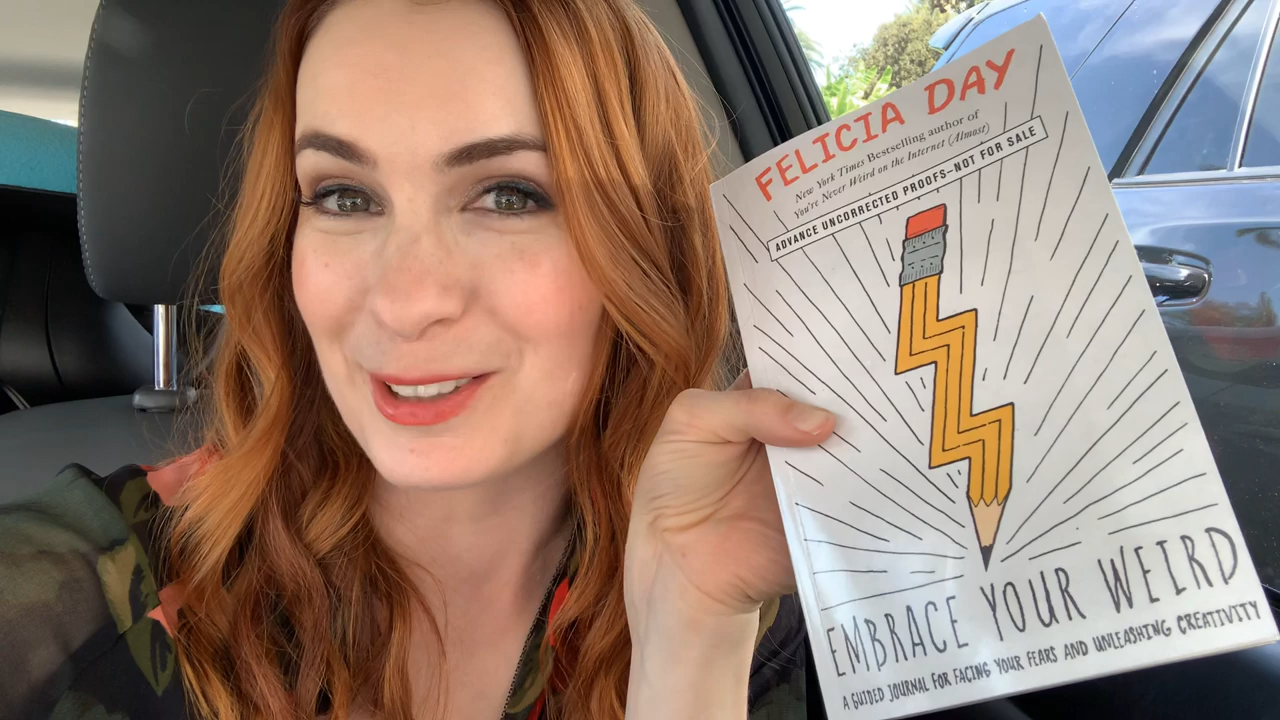 FELICIA DAY
New York Times Bestselling author of
You're Never Weird on the Internet (Almost)
ADVANCE UNCORRECTED PROOFS–NOT FOR SALE
EMBRACE YOUR WEIRD
A GUIDED JOURNAL FOR FACING YOUR FEARS AND UNLEASHING CREATIVITY